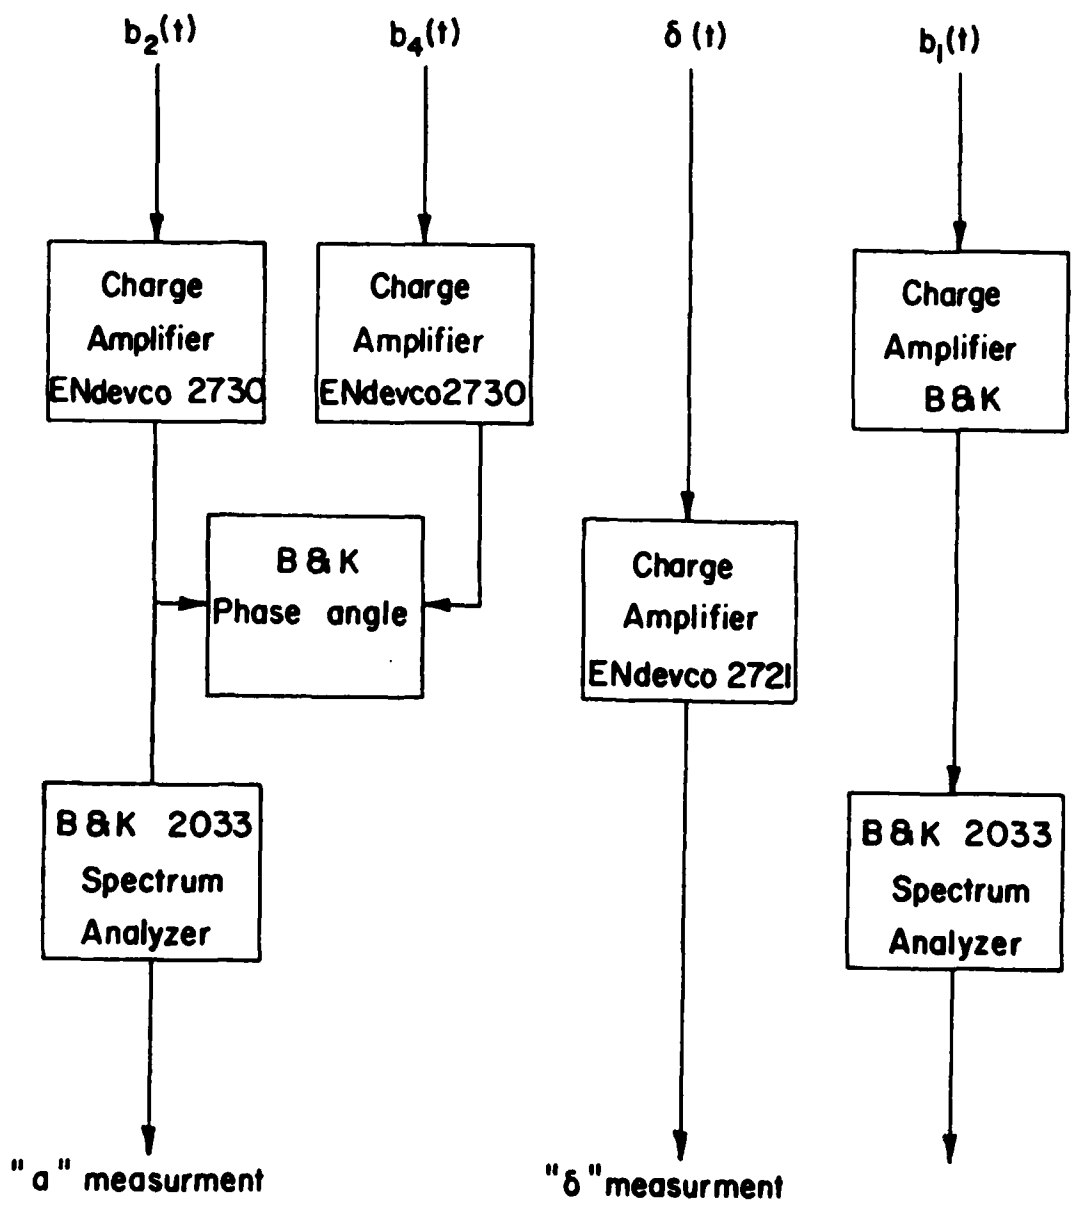 b₂(t)
b₄(t)
δ(t)
b₁(t)
Charge
Amplifier
ENdevco 2730
Charge
Amplifier
ENdevco2730
Charge
Amplifier
B&K
B&K
Phase angle
Charge
Amplifier
ENdevco 2721
B&K 2033
Spectrum
Analyzer
B&K 2033
Spectrum
Analyzer
"a" measurment
"δ"measurment